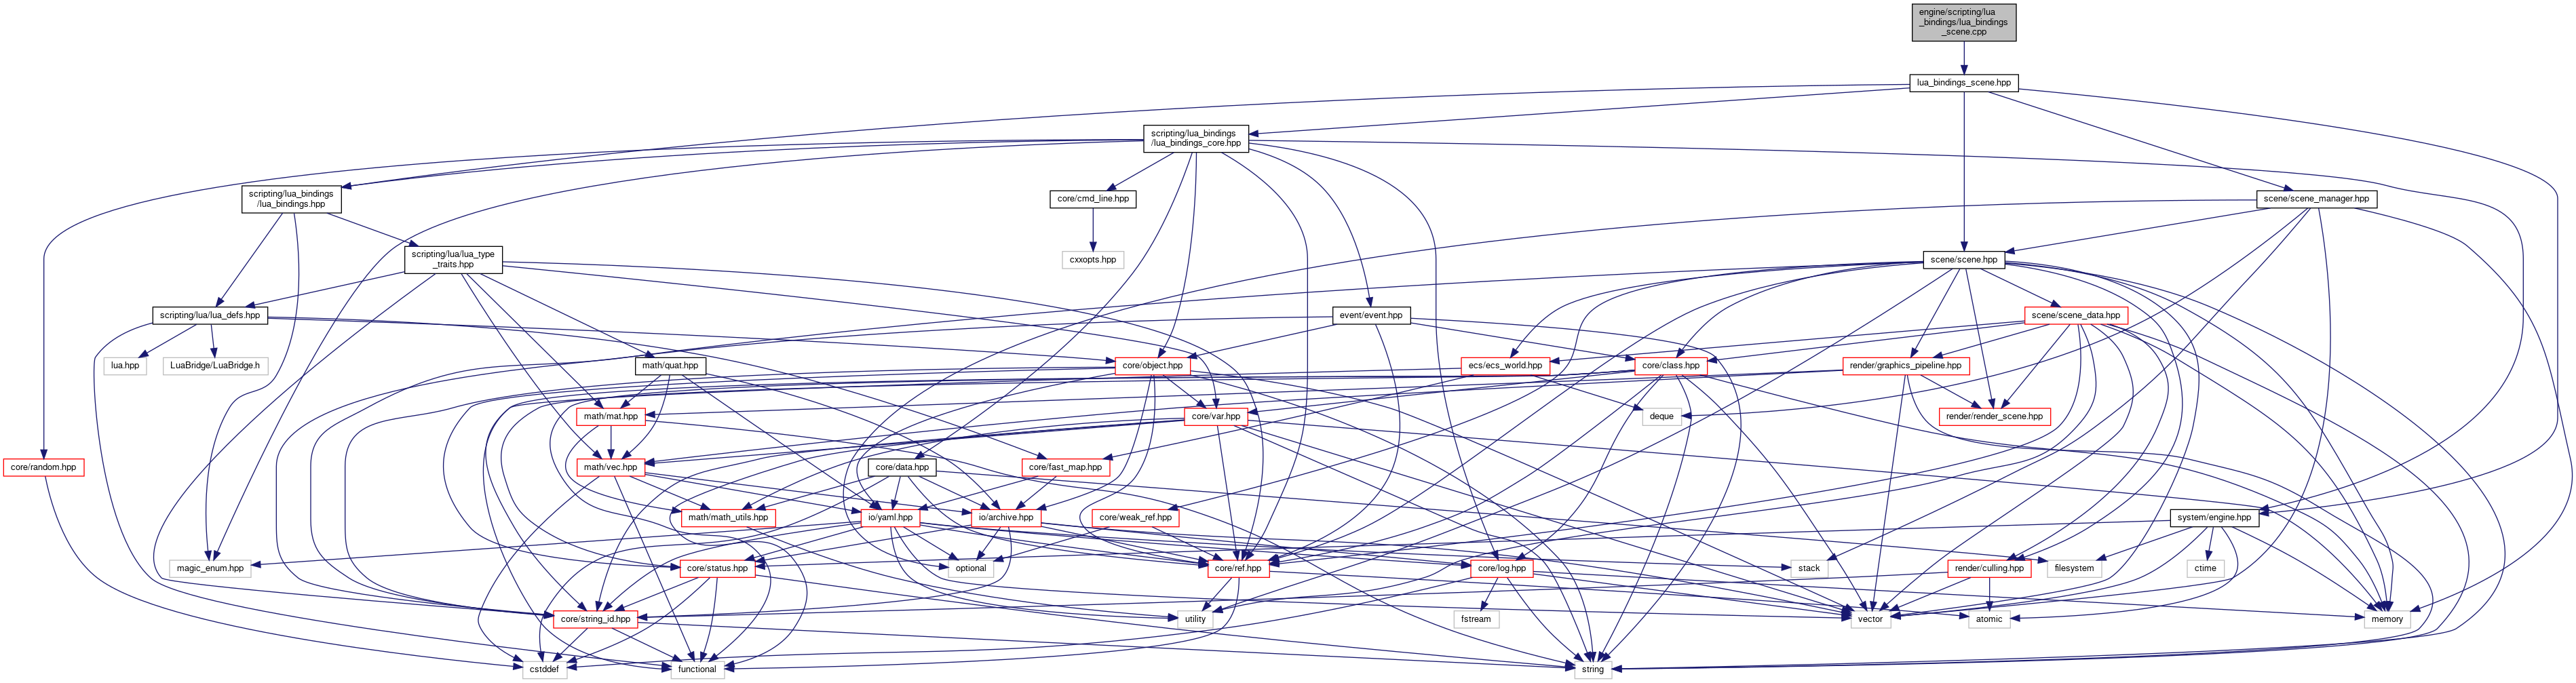 engine/scripting/lua
_bindings/lua_bindings
_scene.cpp
lua_bindings_scene.hpp
scripting/lua_bindings
/lua_bindings_core.hpp
scripting/lua_bindings
/lua_bindings.hpp
core/cmd_line.hpp
scene/scene_manager.hpp
scripting/lua/lua_type
_traits.hpp
cxxopts.hpp
scene/scene.hpp
scripting/lua/lua_defs.hpp
event/event.hpp
scene/scene_data.hpp
lua.hpp
LuaBridge/LuaBridge.h
math/quat.hpp
core/object.hpp
ecs/ecs_world.hpp
core/class.hpp
render/graphics_pipeline.hpp
math/mat.hpp
core/var.hpp
deque
render/render_scene.hpp
core/random.hpp
math/vec.hpp
core/data.hpp
core/fast_map.hpp
math/math_utils.hpp
io/yaml.hpp
io/archive.hpp
core/weak_ref.hpp
system/engine.hpp
magic_enum.hpp
core/status.hpp
optional
core/ref.hpp
core/log.hpp
stack
render/culling.hpp
filesystem
ctime
core/string_id.hpp
utility
fstream
vector
atomic
memory
cstddef
functional
string